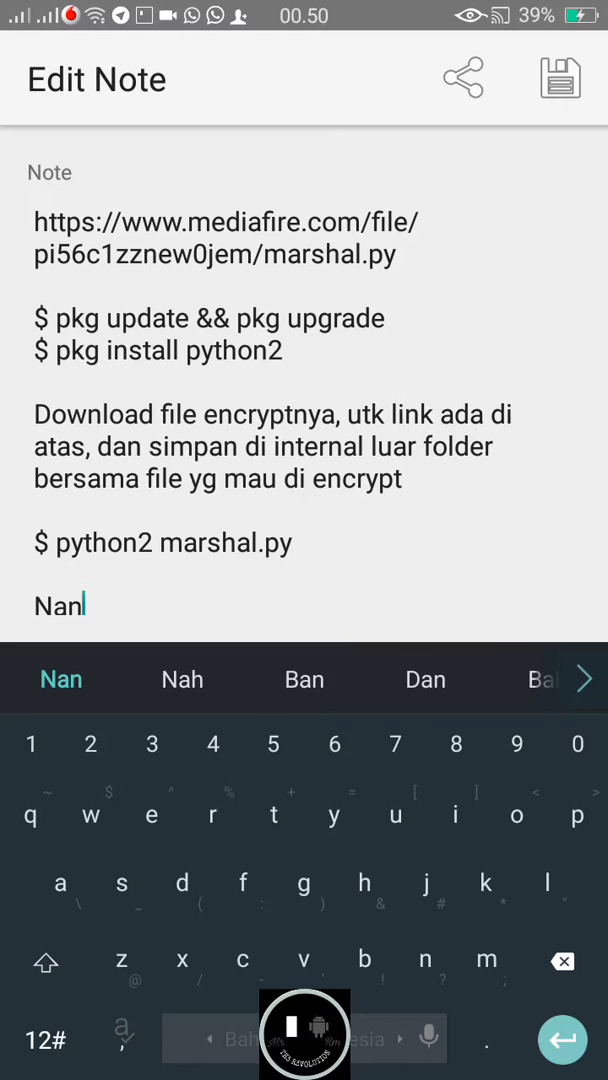 00.50
39%
Edit Note
Note
https://www.mediafire.com/file/
pi56c1zznew0jem/marshal.py
$ pkg update && pkg upgrade
$ pkg install python2
Download file encryptnya, utk link ada di
atas, dan simpan di internal luar folder
bersama file yg mau di encrypt
$ python2 marshal.py
Nan
Nan Nah Ban Dan
1 2 3 4 5 6 7 8 9 0
~ $ ^ % + = [ ] < >
q w e r t y u i o p
a s d f g h j k l
\ _ ( : ) & # * "
z x c v b n m
@ / - ' ! ? ;
12# , .